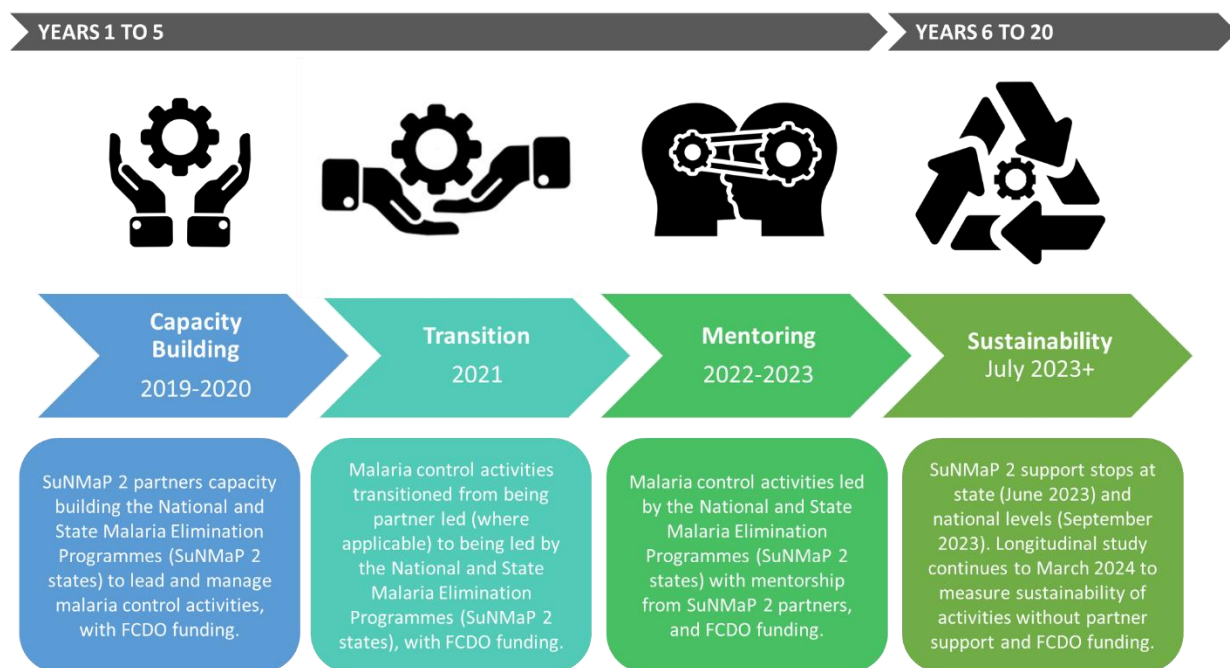 YEARS 1 TO 5
YEARS 6 TO 20
Capacity
Building
2019-2020
Transition
2021
Mentoring
2022-2023
Sustainability
July 2023+
SuNMaP 2 partners capacity
building the National and
State Malaria Elimination
Programmes (SuNMaP 2
states) to lead and manage
malaria control activities,
with FCDO funding.
Malaria control activities
transitioned from being
partner led (where
applicable) to being led by
the National and State
Malaria Elimination
Programmes (SuNMaP 2
states), with FCDO funding.
Malaria control activities led
by the National and State
Malaria Elimination
Programmes (SuNMaP 2
states) with mentorship
from SuNMaP 2 partners,
and FCDO funding.
SuNMaP 2 support stops at
state (June 2023) and
national levels (September
2023). Longitudinal study
continues to March 2024 to
measure sustainability of
activities without partner
support and FCDO funding.